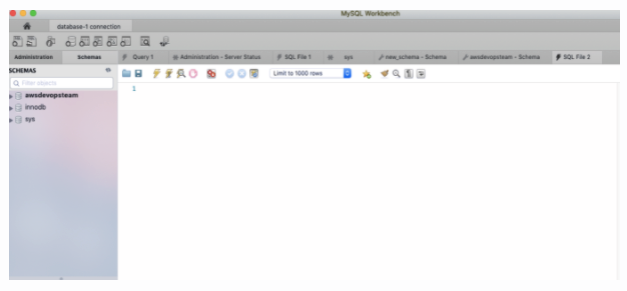 MySQL Workbench
database-1 connection
Administration Schemas Query 1 Administration - Server Status SQL File 1 sys new_schema - Schema awsdevopsteam - Schema SQL File 2
SCHEMAS Limit to 1000 rows
Filter objects
1
awsdevopsteam
innodb
sys